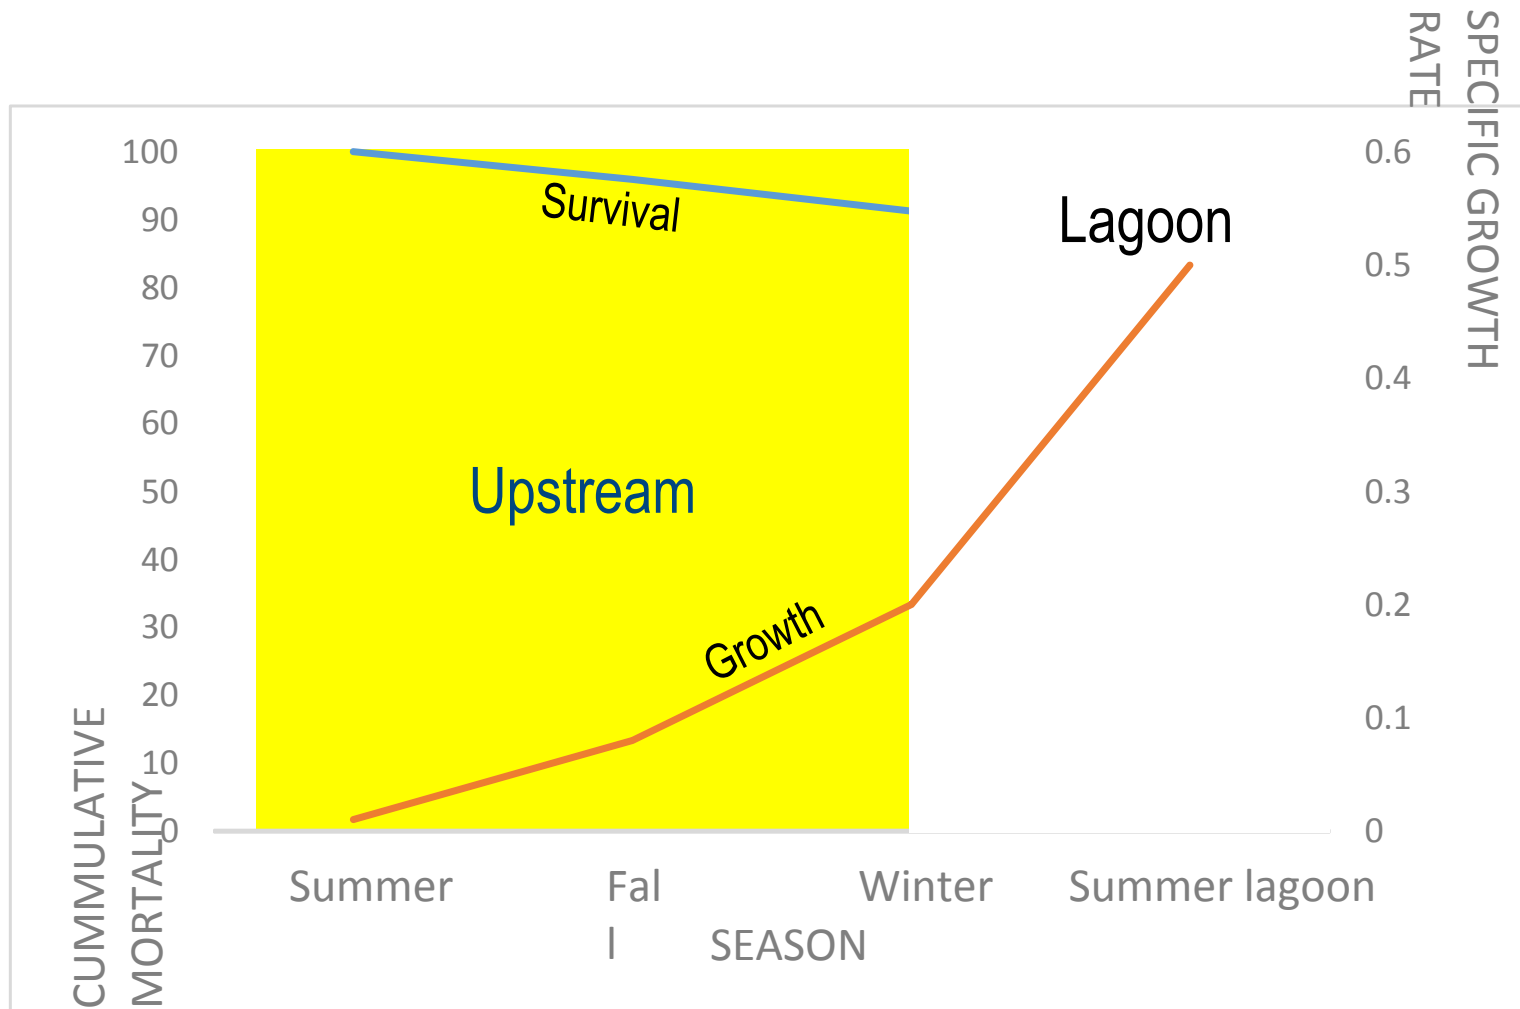 SPECIFIC GROWTH
RATE
100
90
80
70
60
50
40
30
20
10
0
CUMMULATIVE
MORTALITY
Survival
Lagoon
Upstream
Growth
0.6
0.5
0.4
0.3
0.2
0.1
0
Summer
Fal
l
Winter
Summer lagoon
SEASON